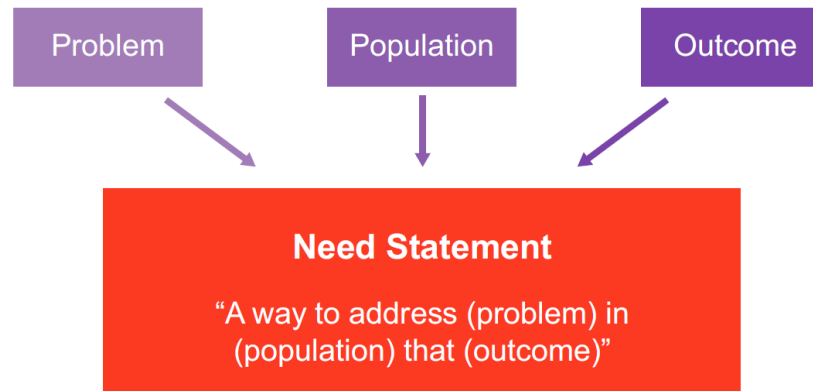 Problem
Population
Outcome
Need Statement
“A way to address (problem) in
(population) that (outcome)”